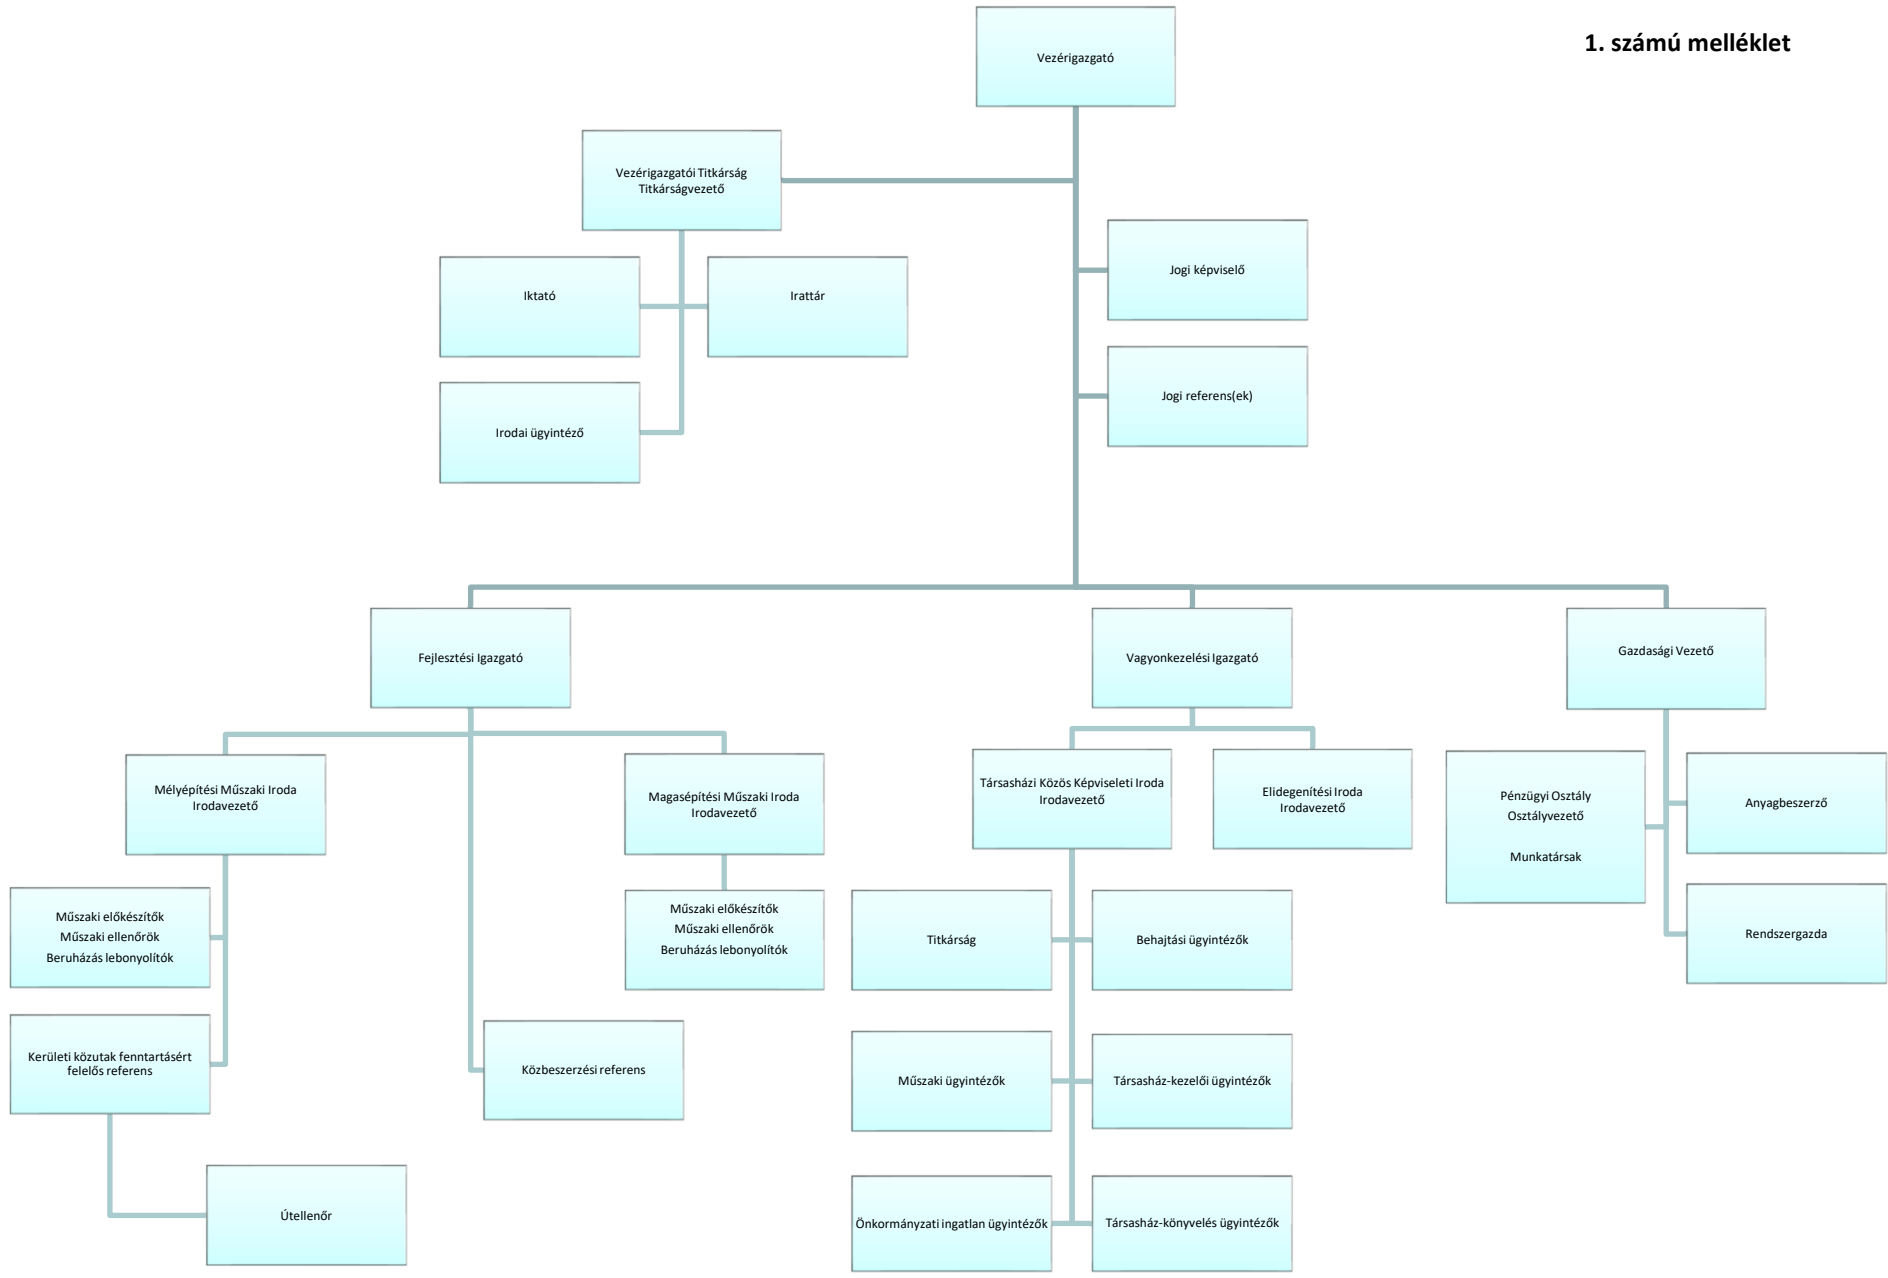 1. számú melléklet
Vezérigazgató
Vezérigazgatói Titkárság
Titkárságvezető
Jogi képviselő
Iktató
Irattár
Jogi referens(ek)
Irodai ügyintéző
Fejlesztési Igazgató
Vagyonkezelési Igazgató
Gazdasági Vezető
Mélyépítési Műszaki Iroda
Irodavezető
Magasépítési Műszaki Iroda
Irodavezető
Társasházi Közös Képviseleti Iroda
Irodavezető
Elidegenítési Iroda
Irodavezető
Pénzügyi Osztály
Osztályvezető
Munkatársak
Anyagbeszerző
Műszaki előkészítők
Műszaki ellenőrök
Beruházás lebonyolítók
Műszaki előkészítők
Műszaki ellenőrök
Beruházás lebonyolítók
Titkárság
Behajtási ügyintézők
Rendszergazda
Kerületi közutak fenntartásért
felelős referens
Közbeszerzési referens
Műszaki ügyintézők
Társasház-kezelői ügyintézők
Útellenőr
Önkormányzati ingatlan ügyintézők
Társasház-könyvelés ügyintézők